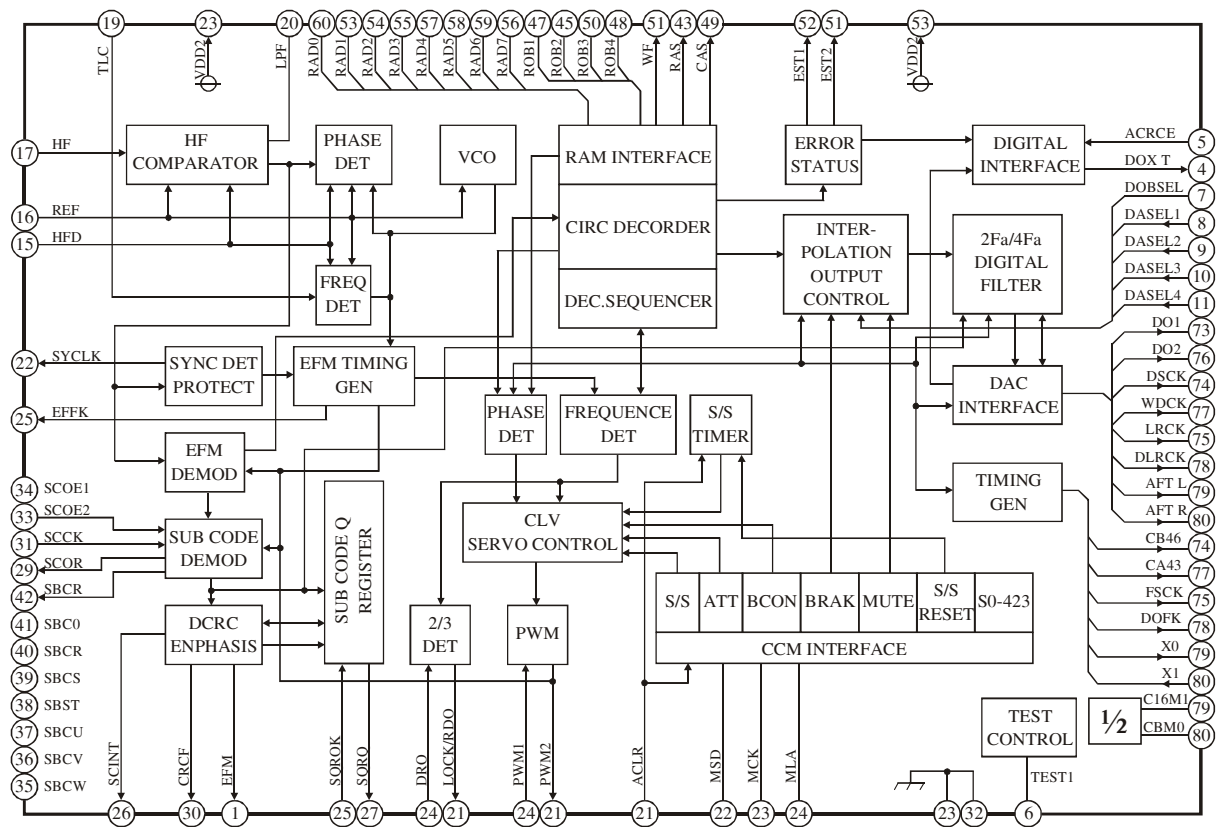 19 23 20 60 53 54 55 57 58 56 47 45 50 48 51 43 49 52 51 53
TLC VDD2 LPF RAD0 RAD1 RAD2 RAD3 RAD4 RAD5 RAD6 RAD7 ROB1 ROB2 ROB3 ROB4 WF RAS CAS EST1 EST2 VDD2
17 HF
16 REF
15 HFD
22 SYCLK
25 EFFK
34 SCOE1
33 SCOE2
31 SCCK
29 SCOR
42 SBCR
41 SBC0
40 SBCR
39 SBCS
38 SBST
37 SBCU
36 SBCV
35 SBCW
HF
COMPARATOR
PHASE
DET
VCO
FREQ
DET
RAM INTERFACE
CIRC DECORDER
DEC.SEQUENCER
ERROR
STATUS
DIGITAL
INTERFACE
INTER-
POLATION
OUTPUT
CONTROL
2Fa/4Fa
DIGITAL
FILTER
SYNC DET
PROTECT
EFM TIMING
GEN
PHASE
DET
FREQUENCE
DET
S/S
TIMER
DAC
INTERFACE
EFM
DEMOD
TIMING
GEN
SUB CODE
DEMOD
SUB CODE Q
REGISTER
CLV
SERVO CONTROL
DCRC
ENPHASIS
2/3
DET
PWM
S/S ATT BCON BRAK MUTE S/S
RESET S0-423
CCM INTERFACE
TEST
CONTROL
½
ACRCE 5
DOX T 4
DOBSEL 7
DASEL1 8
DASEL2 9
DASEL3 10
DASEL4 11
DO1 73
DO2 76
DSCK 74
WDCK 77
LRCK 75
DLRCK 78
AFT L 79
AFT R 80
CB46 74
CA43 77
FSCK 75
DOFK 78
X0 79
X1 80
C16M1 79
CBM0 80
SCINT CRCF EFM SQROK SQRQ DRO LOCK/RDO PWM1 PWM2 ACLR MSD MCK MLA TEST1
26 30 1 25 27 24 21 24 21 21 22 23 24 23 32 6